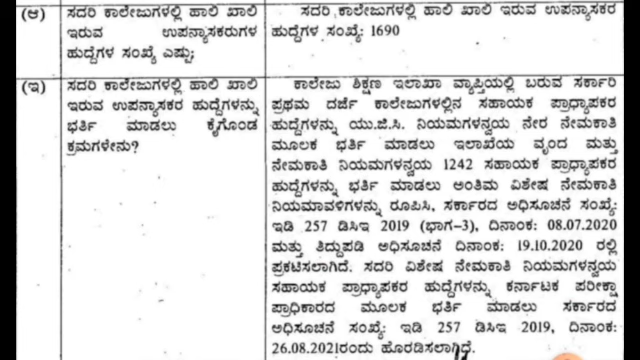 (ಆ) ಸದರಿ ಕಾಲೇಜುಗಳಲ್ಲಿ ಹಾಲಿ ಖಾಲಿ
ಇರುವ ಉಪನ್ಯಾಸಕರುಗಳ
ಹುದ್ದೆಗಳ ಸಂಖ್ಯೆ ಎಷ್ಟು;
ಸದರಿ ಕಾಲೇಜುಗಳಲ್ಲಿ ಹಾಲಿ ಖಾಲಿ ಇರುವ ಉಪನ್ಯಾಸಕರ
ಹುದ್ದೆಗಳ ಸಂಖ್ಯೆ: 1690
(ಇ) ಸದರಿ ಕಾಲೇಜುಗಳಲ್ಲಿ ಹಾಲಿ ಖಾಲಿ
ಇರುವ ಉಪನ್ಯಾಸಕರ ಹುದ್ದೆಗಳನ್ನು
ಭರ್ತಿ ಮಾಡಲು ಕೈಗೊಂಡ
ಕ್ರಮಗಳೇನು?
ಕಾಲೇಜು ಶಿಕ್ಷಣ ಇಲಾಖಾ ವ್ಯಾಪ್ತಿಯಲ್ಲಿ ಬರುವ ಸರ್ಕಾರಿ
ಪ್ರಥಮ ದರ್ಜೆ ಕಾಲೇಜುಗಳಲ್ಲಿನ ಸಹಾಯಕ ಪ್ರಾಧ್ಯಾಪಕರ
ಹುದ್ದೆಗಳನ್ನು ಯು.ಜಿ.ಸಿ. ನಿಯಮಗಳನ್ವಯ ನೇರ ನೇಮಕಾತಿ
ಮೂಲಕ ಭರ್ತಿ ಮಾಡಲು ಇಲಾಖೆಯ ವೃಂದ ಮತ್ತು
ನೇಮಕಾತಿ ನಿಯಮಗಳನ್ವಯ 1242 ಸಹಾಯಕ ಪ್ರಾಧ್ಯಾಪಕರ
ಹುದ್ದೆಗಳನ್ನು ಭರ್ತಿ ಮಾಡಲು ಅಂತಿಮ ವಿಶೇಷ ನೇಮಕಾತಿ
ನಿಯಮಾವಳಿಗಳನ್ನು ರೂಪಿಸಿ, ಸರ್ಕಾರದ ಅಧಿಸೂಚನೆ ಸಂಖ್ಯೆ:
ಇಡಿ 257 ಡಿಸಿಇ 2019 (ಭಾಗ-3), ದಿನಾಂಕ: 08.07.2020
ಮತ್ತು ತಿದ್ದುಪಡಿ ಅಧಿಸೂಚನೆ ದಿನಾಂಕ: 19.10.2020 ರಲ್ಲಿ
ಪ್ರಕಟಿಸಲಾಗಿದೆ. ಸದರಿ ವಿಶೇಷ ನೇಮಕಾತಿ ನಿಯಮಗಳನ್ವಯ
ಸಹಾಯಕ ಪ್ರಾಧ್ಯಾಪಕರ ಹುದ್ದೆಗಳನ್ನು ಕರ್ನಾಟಕ ಪರೀಕ್ಷಾ
ಪ್ರಾಧಿಕಾರದ ಮೂಲಕ ಭರ್ತಿ ಮಾಡಲು ಸರ್ಕಾರದ
ಅಧಿಸೂಚನೆ ಸಂಖ್ಯೆ: ಇಡಿ 257 ಡಿಸಿಇ 2019, ದಿನಾಂಕ:
26.08.2021ರಂದು ಹೊರಡಿಸಲಾಗಿದೆ.